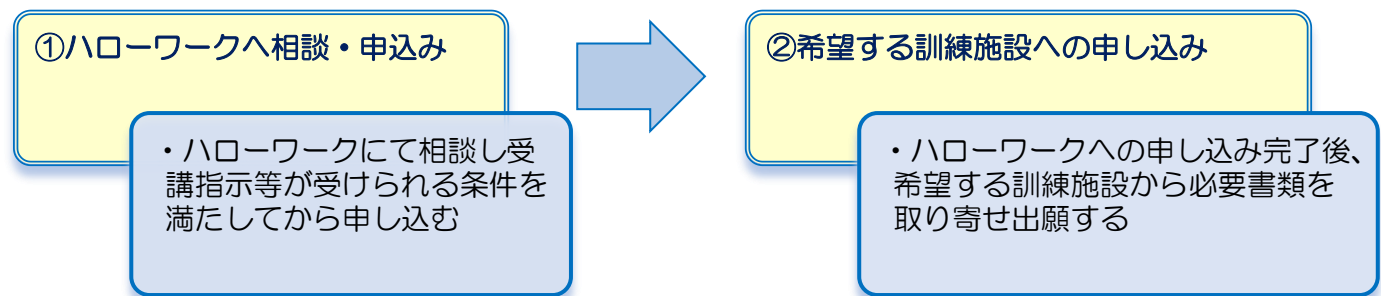 ①ハローワークへ相談・申込み
・ハローワークにて相談し受
講指示等が受けられる条件を
満たしてから申し込む
②希望する訓練施設への申し込み
・ハローワークへの申し込み完了後、
希望する訓練施設から必要書類を
取り寄せ出願する